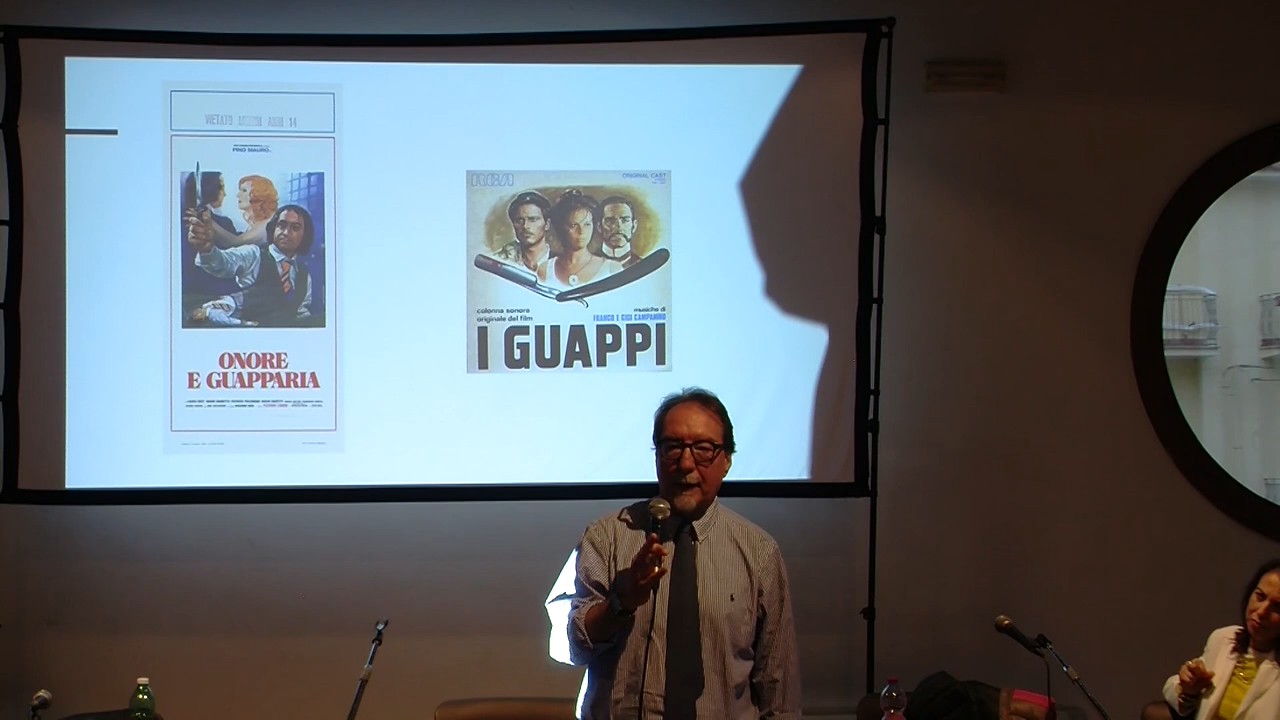 VIETATO MINORI ANNI 14
PINO MAURO
ONORE
E GUAPPARIA
RCA
ORIGINAL CAST
colonna sonora
originale del film
musiche di
FRANCO E GIGI CAMPANINO
I GUAPPI